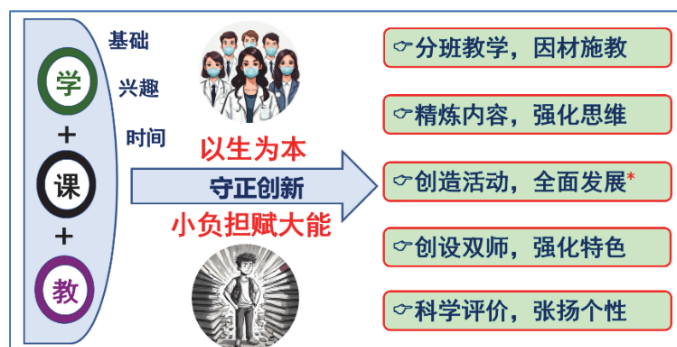 学
+
课
+
教
基础
兴趣
时间
以生为本
守正创新
小负担赋大能
☞分班教学，因材施教
☞精炼内容，强化思维
☞创造活动，全面发展*
☞创设双师，强化特色
☞科学评价，张扬个性